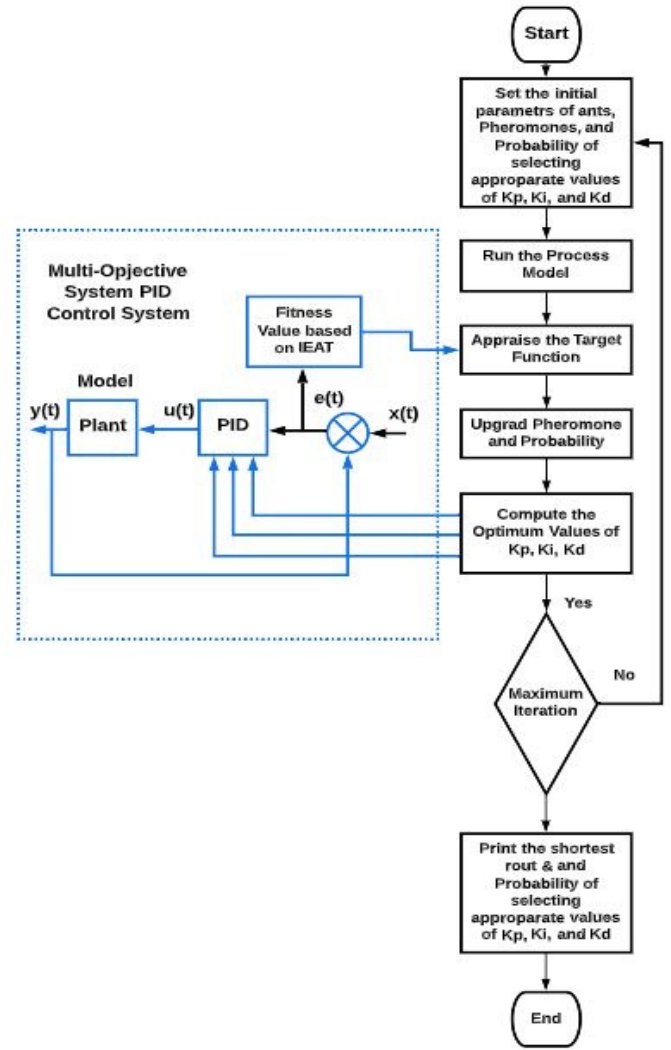 Start
Set the initial
parametrs of ants,
Pheromones, and
Probability of
selecting
approparate values
of Kp, Ki, and Kd
Run the Process
Model
Appraise the Target
Function
Upgrad Pheromone
and Probability
Compute the
Optimum Values of
Kp, Ki, Kd
Yes
No
Maximum
Iteration
Print the shortest
rout & and
Probability of
selecting
approparate values
of Kp, Ki, and Kd
End
Multi-Opjective
System PID
Control System
Fitness
Value based
on IEAT
Model
y(t)
Plant
u(t)
PID
e(t)
x(t)